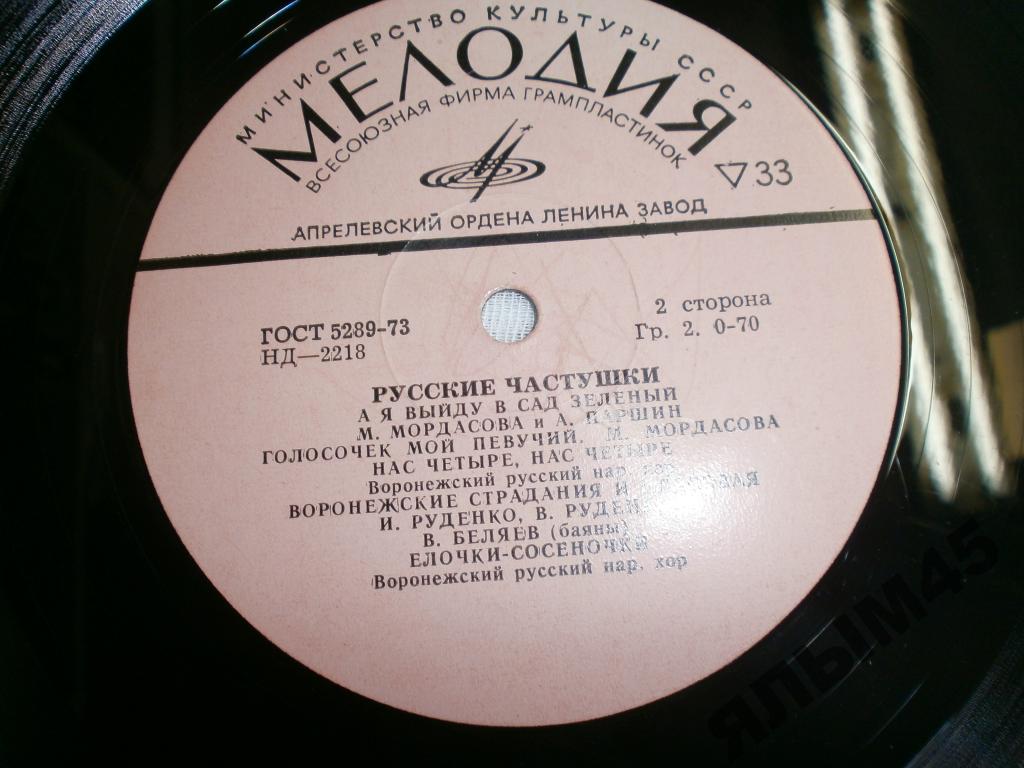 МИНИСТЕРСТВО КУЛЬТУРЫ СССР
МЕЛОДИЯ
ВСЕСОЮЗНАЯ ФИРМА ГРАМПЛАСТИНОК
▽33
АПРЕЛЕВСКИЙ ОРДЕНА ЛЕНИНА ЗАВОД
ГОСТ 5289-73
НД—2218
2 сторона
Гр. 2. 0-70
РУССКИЕ ЧАСТУШКИ
А Я ВЫЙДУ В САД ЗЕЛЕНЫЙ
М. МОРДАСОВА и А. ПАРШИН
ГОЛОСОЧЕК МОЙ ПЕВУЧИЙ. М. МОРДАСОВА
НАС ЧЕТЫРЕ, НАС ЧЕТЫРЕ
Воронежский русский нар. хор
ВОРОНЕЖСКИЕ СТРАДАНИЯ И
И. РУДЕНКО, В.
В. БЕЛЯЕВ (баяны)
ЕЛОЧКИ-СОСЕНОЧКИ
Воронежский русский нар. хор
ЯЛЫМ45